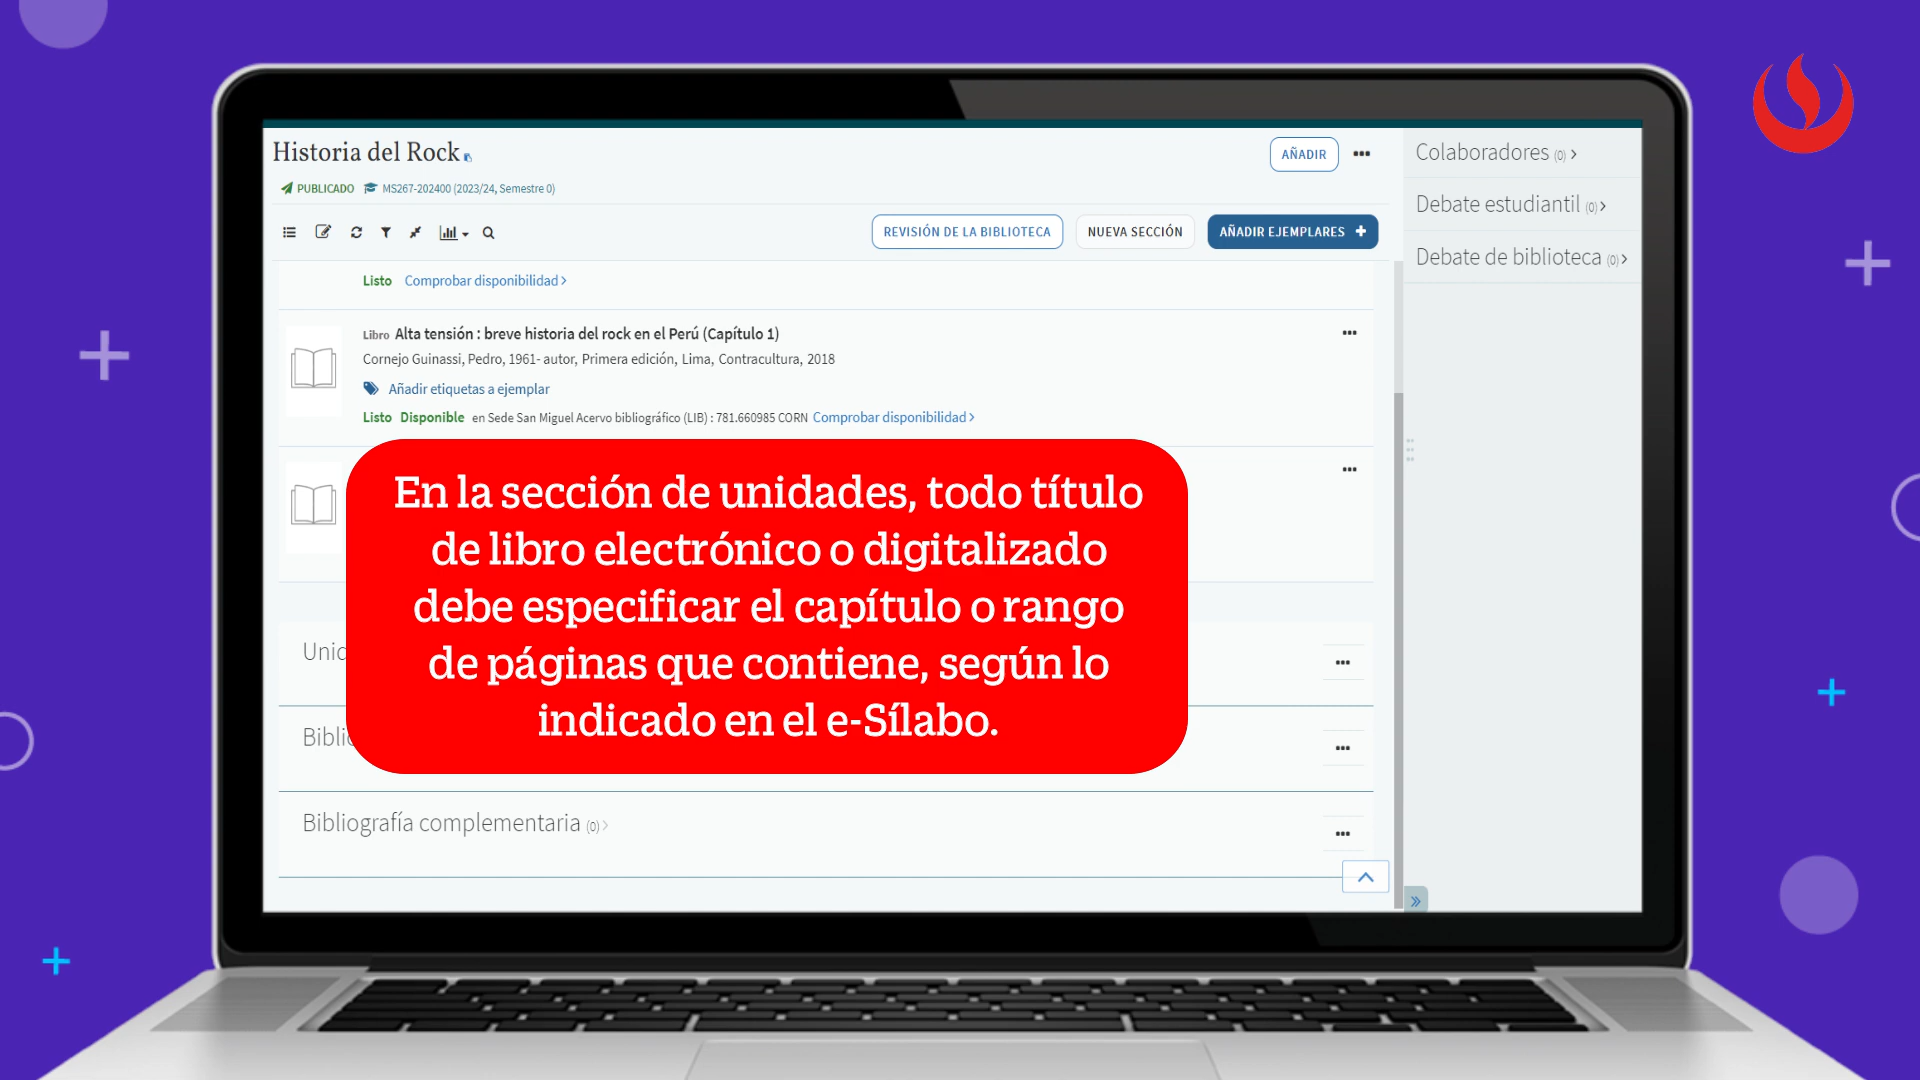 Historia del Rock
AÑADIR
PUBLICADO MS267-202400 (2023/24, Semestre 0)
REVISIÓN DE LA BIBLIOTECA
NUEVA SECCIÓN
AÑADIR EJEMPLARES
Listo Comprobar disponibilidad
Libro Alta tensión : breve historia del rock en el Perú (Capítulo 1)
Cornejo Guinassi, Pedro, 1961- autor, Primera edición, Lima, Contracultura, 2018
Añadir etiquetas a ejemplar
Listo Disponible en Sede San Miguel Acervo bibliográfico (LIB) : 781.660985 CORN Comprobar disponibilidad
En la sección de unidades, todo título
de libro electrónico o digitalizado
debe especificar el capítulo o rango
de páginas que contiene, según lo
indicado en el e-Sílabo.
Bibliografía complementaria (0)
Colaboradores (0)
Debate estudiantil (0)
Debate de biblioteca (0)